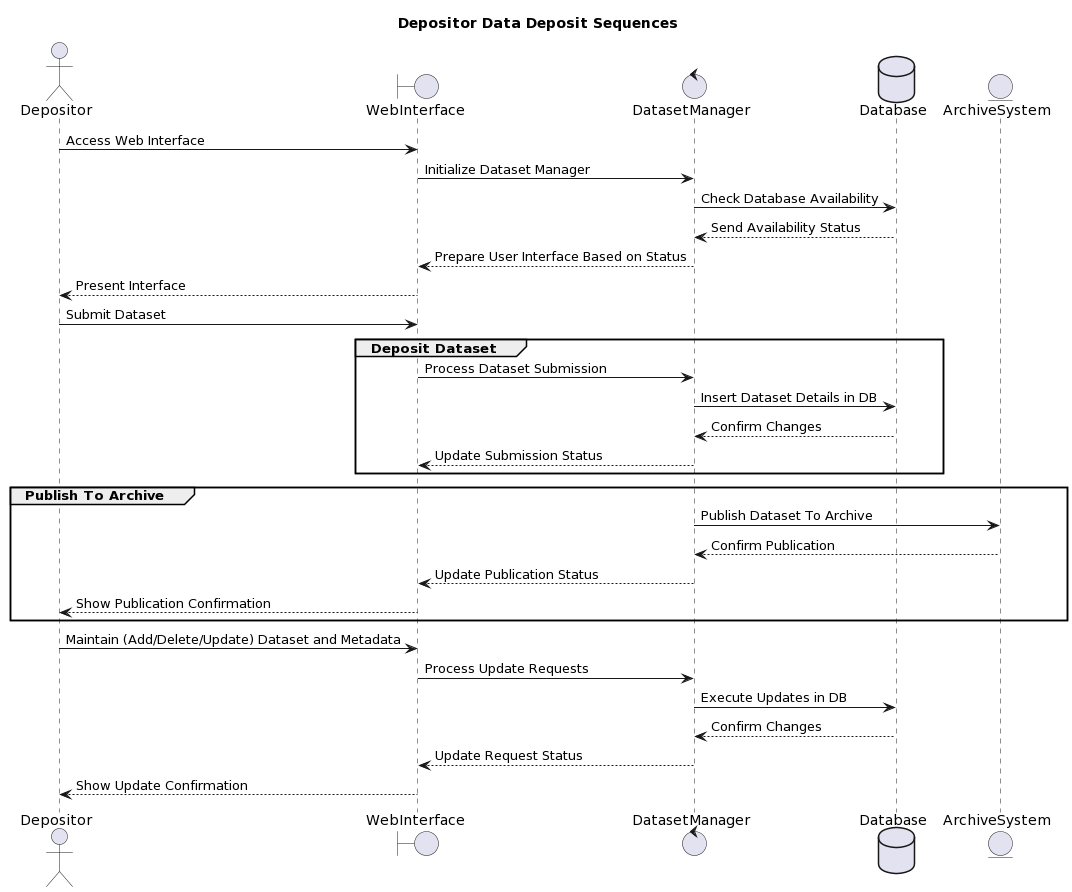 Depositor Data Deposit Sequences
Depositor
WebInterface
DatasetManager
Database
ArchiveSystem
Access Web Interface
Initialize Dataset Manager
Check Database Availability
Send Availability Status
Prepare User Interface Based on Status
Present Interface
Submit Dataset
Deposit Dataset
Process Dataset Submission
Insert Dataset Details in DB
Confirm Changes
Update Submission Status
Publish To Archive
Publish Dataset To Archive
Confirm Publication
Update Publication Status
Show Publication Confirmation
Maintain (Add/Delete/Update) Dataset and Metadata
Process Update Requests
Execute Updates in DB
Confirm Changes
Update Request Status
Show Update Confirmation
Depositor
WebInterface
DatasetManager
Database
ArchiveSystem